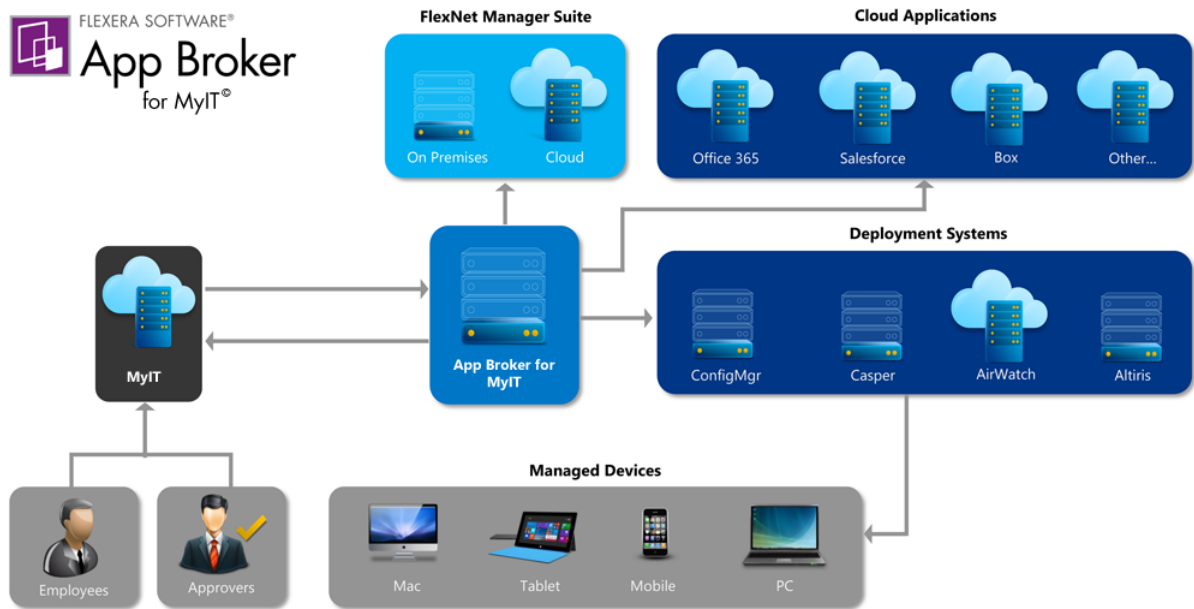 FLEXERA SOFTWARE®
App Broker
for MyIT©
FlexNet Manager Suite
On Premises
Cloud
Cloud Applications
Office 365
Salesforce
Box
Other...
MyIT
App Broker for
MyIT
Deployment Systems
ConfigMgr
Casper
AirWatch
Altiris
Employees
Approvers
Managed Devices
Mac
Tablet
Mobile
PC